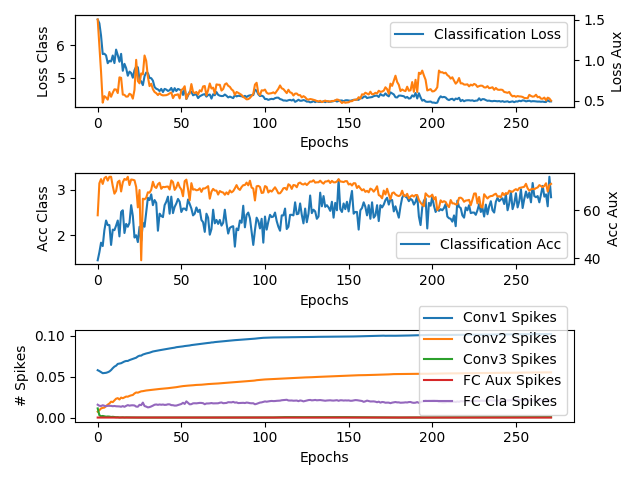 Classification Loss
Loss Class
Loss Aux
6
5
1.5
1.0
0.5
0 50 100 150 200 250
Epochs
Classification Acc
Acc Class
Acc Aux
3
2
60
40
0 50 100 150 200 250
Epochs
Conv1 Spikes
Conv2 Spikes
Conv3 Spikes
FC Aux Spikes
FC Cla Spikes
# Spikes
0.10
0.05
0.00
0 50 100 150 200 250
Epochs